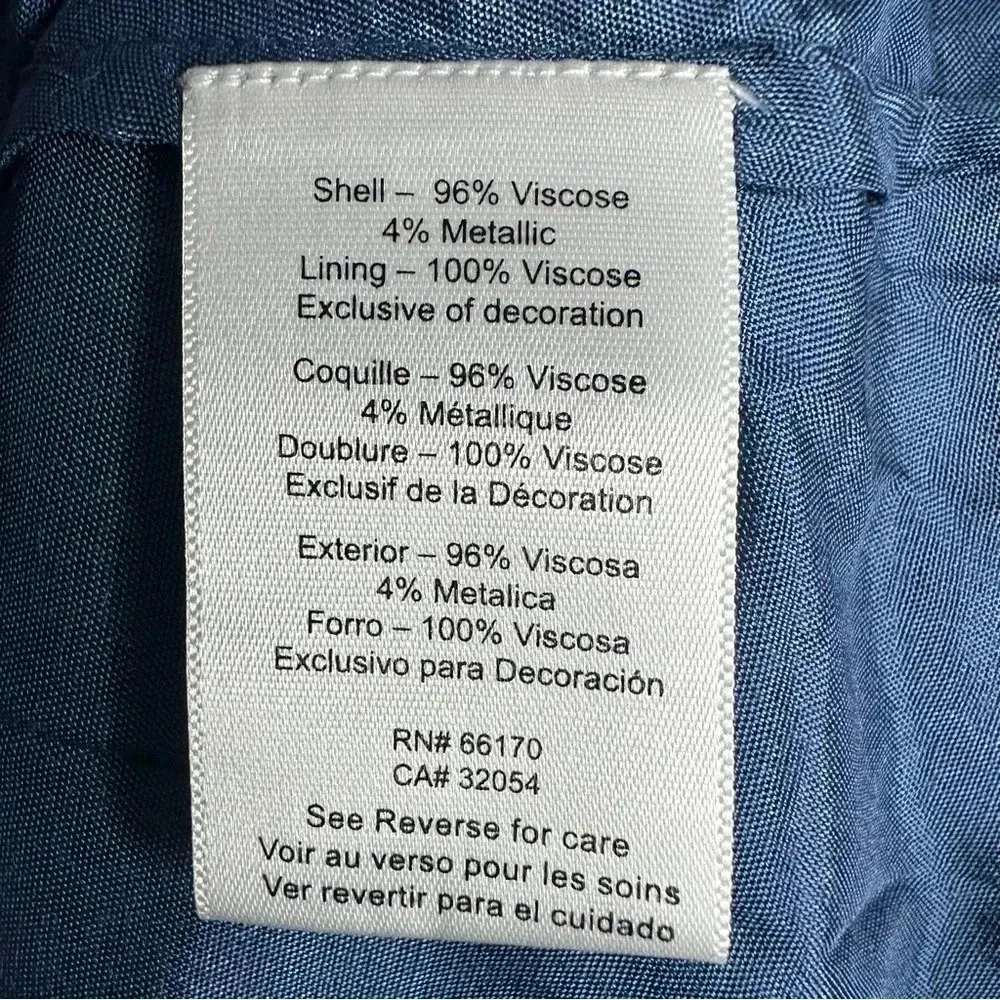 Shell – 96% Viscose
4% Metallic
Lining – 100% Viscose
Exclusive of decoration
Coquille – 96% Viscose
4% Métallique
Doublure – 100% Viscose
Exclusif de la Décoration
Exterior – 96% Viscosa
4% Metalica
Forro – 100% Viscosa
Exclusivo para Decoración
RN# 66170
CA# 32054
See Reverse for care
Voir au verso pour les soins
Ver revertir para el cuidado